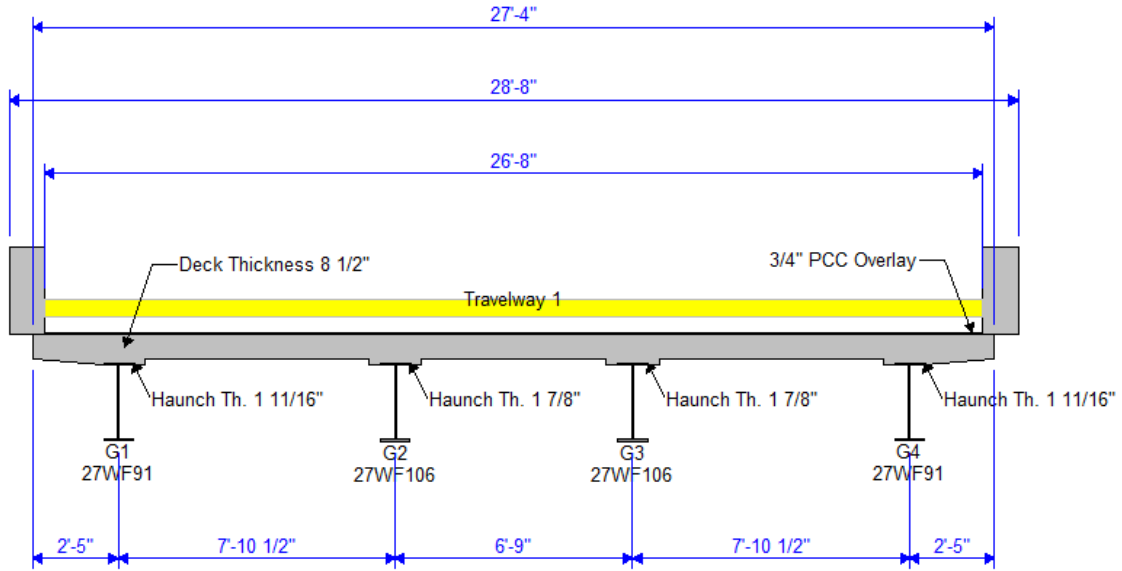 27'-4"
28'-8"
26'-8"
Deck Thickness 8 1/2"
3/4" PCC Overlay
Travelway 1
Haunch Th. 1 11/16"
Haunch Th. 1 7/8"
Haunch Th. 1 7/8"
Haunch Th. 1 11/16"
G1
G2
G3
G4
27WF91
27WF106
27WF106
27WF91
2'-5"
7'-10 1/2"
6'-9"
7'-10 1/2"
2'-5"